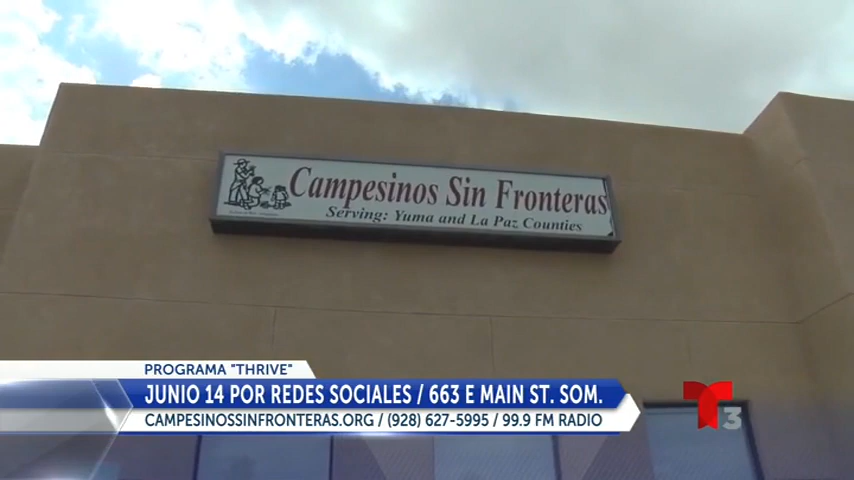 Campesinos Sin Fronteras
Serving: Yuma and La Paz Counties
PROGRAMA "THRIVE"
JUNIO 14 POR REDES SOCIALES / 663 E MAIN ST. SOM.
CAMPESINOSSINFRONTERAS.ORG / (928) 627-5995 / 99.9 FM RADIO
3